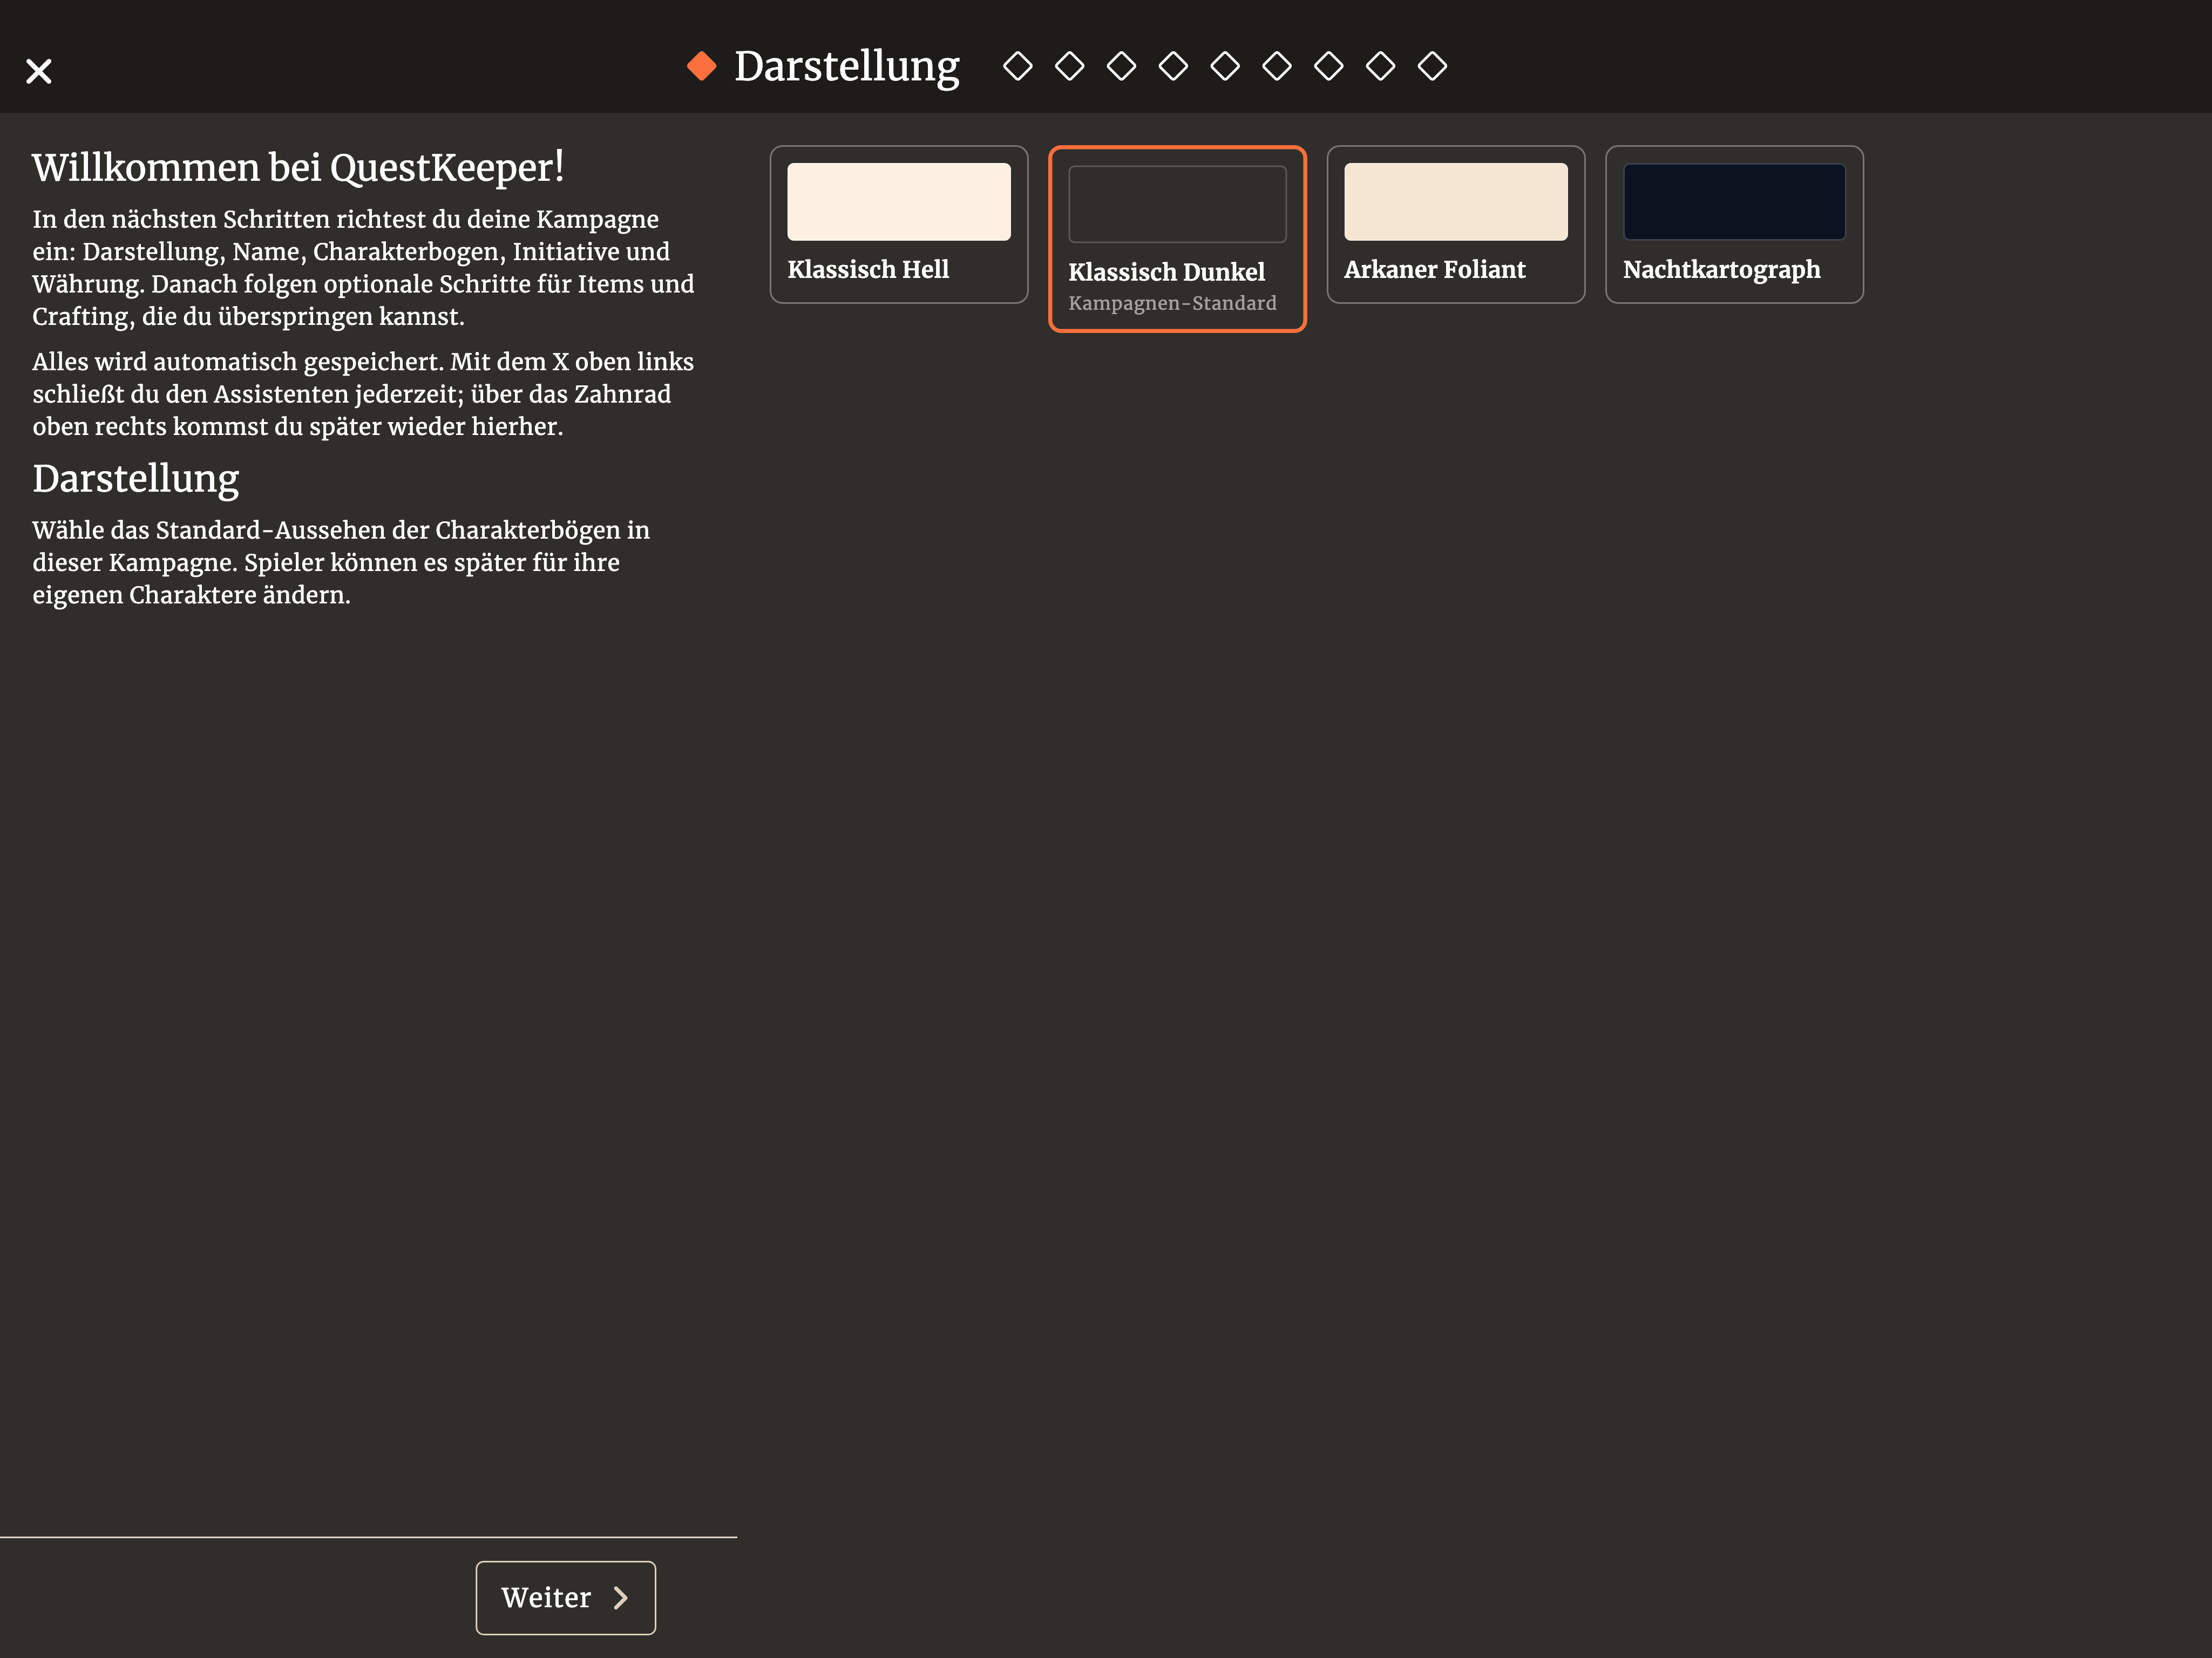 Darstellung
Willkommen bei QuestKeeper!
In den nächsten Schritten richtest du deine Kampagne
ein: Darstellung, Name, Charakterbogen, Initiative und
Währung. Danach folgen optionale Schritte für Items und
Crafting, die du überspringen kannst.
Alles wird automatisch gespeichert. Mit dem X oben links
schließt du den Assistenten jederzeit; über das Zahnrad
oben rechts kommst du später wieder hierher.
Darstellung
Wähle das Standard-Aussehen der Charakterbögen in
dieser Kampagne. Spieler können es später für ihre
eigenen Charaktere ändern.
Klassisch Hell
Klassisch Dunkel
Kampagnen-Standard
Arkaner Foliant
Nachtkartograph
Weiter